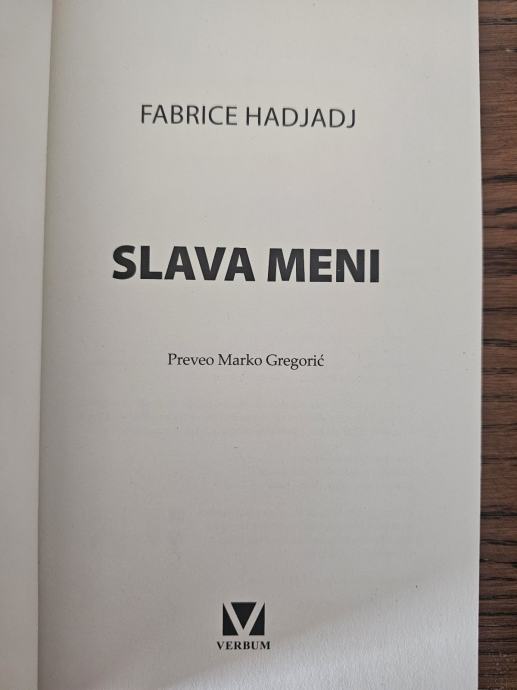 FABRICE HADJADJ
SLAVA MENI
Preveo Marko Gregorić
VERBUM